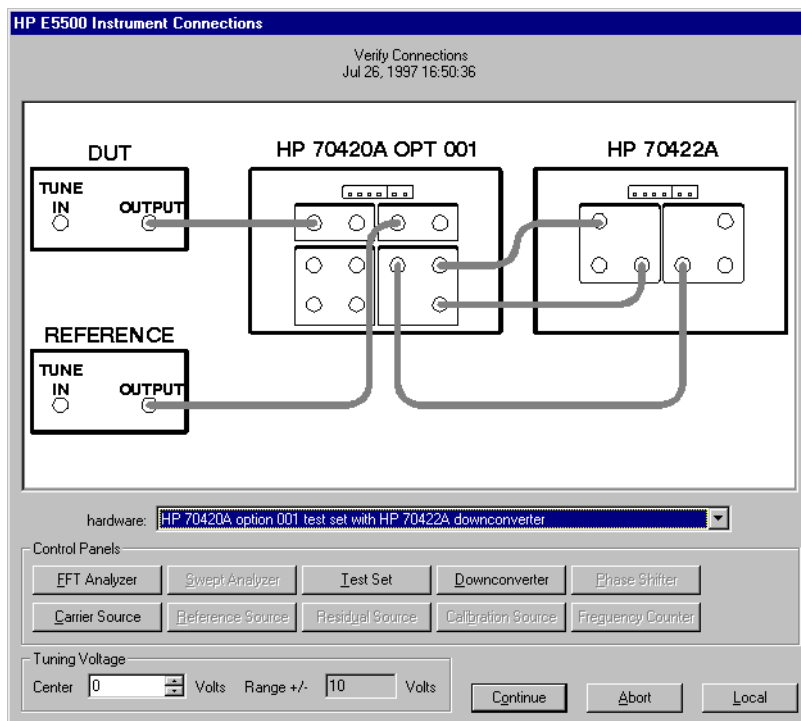 HP E5500 Instrument Connections
Verify Connections
Jul 26, 1997 16:50:36
DUT
HP 70420A OPT 001
HP 70422A
TUNE
IN
OUTPUT
REFERENCE
TUNE
IN
OUTPUT
hardware: HP 70420A option 001 test set with HP 70422A downconverter
Control Panels
FFT Analyzer
Swept Analyzer
Test Set
Downconverter
Phase Shifter
Carrier Source
Reference Source
Residual Source
Calibration Source
Frequency Counter
Tuning Voltage
Center 0 Volts Range +/- 10 Volts
Continue
Abort
Local